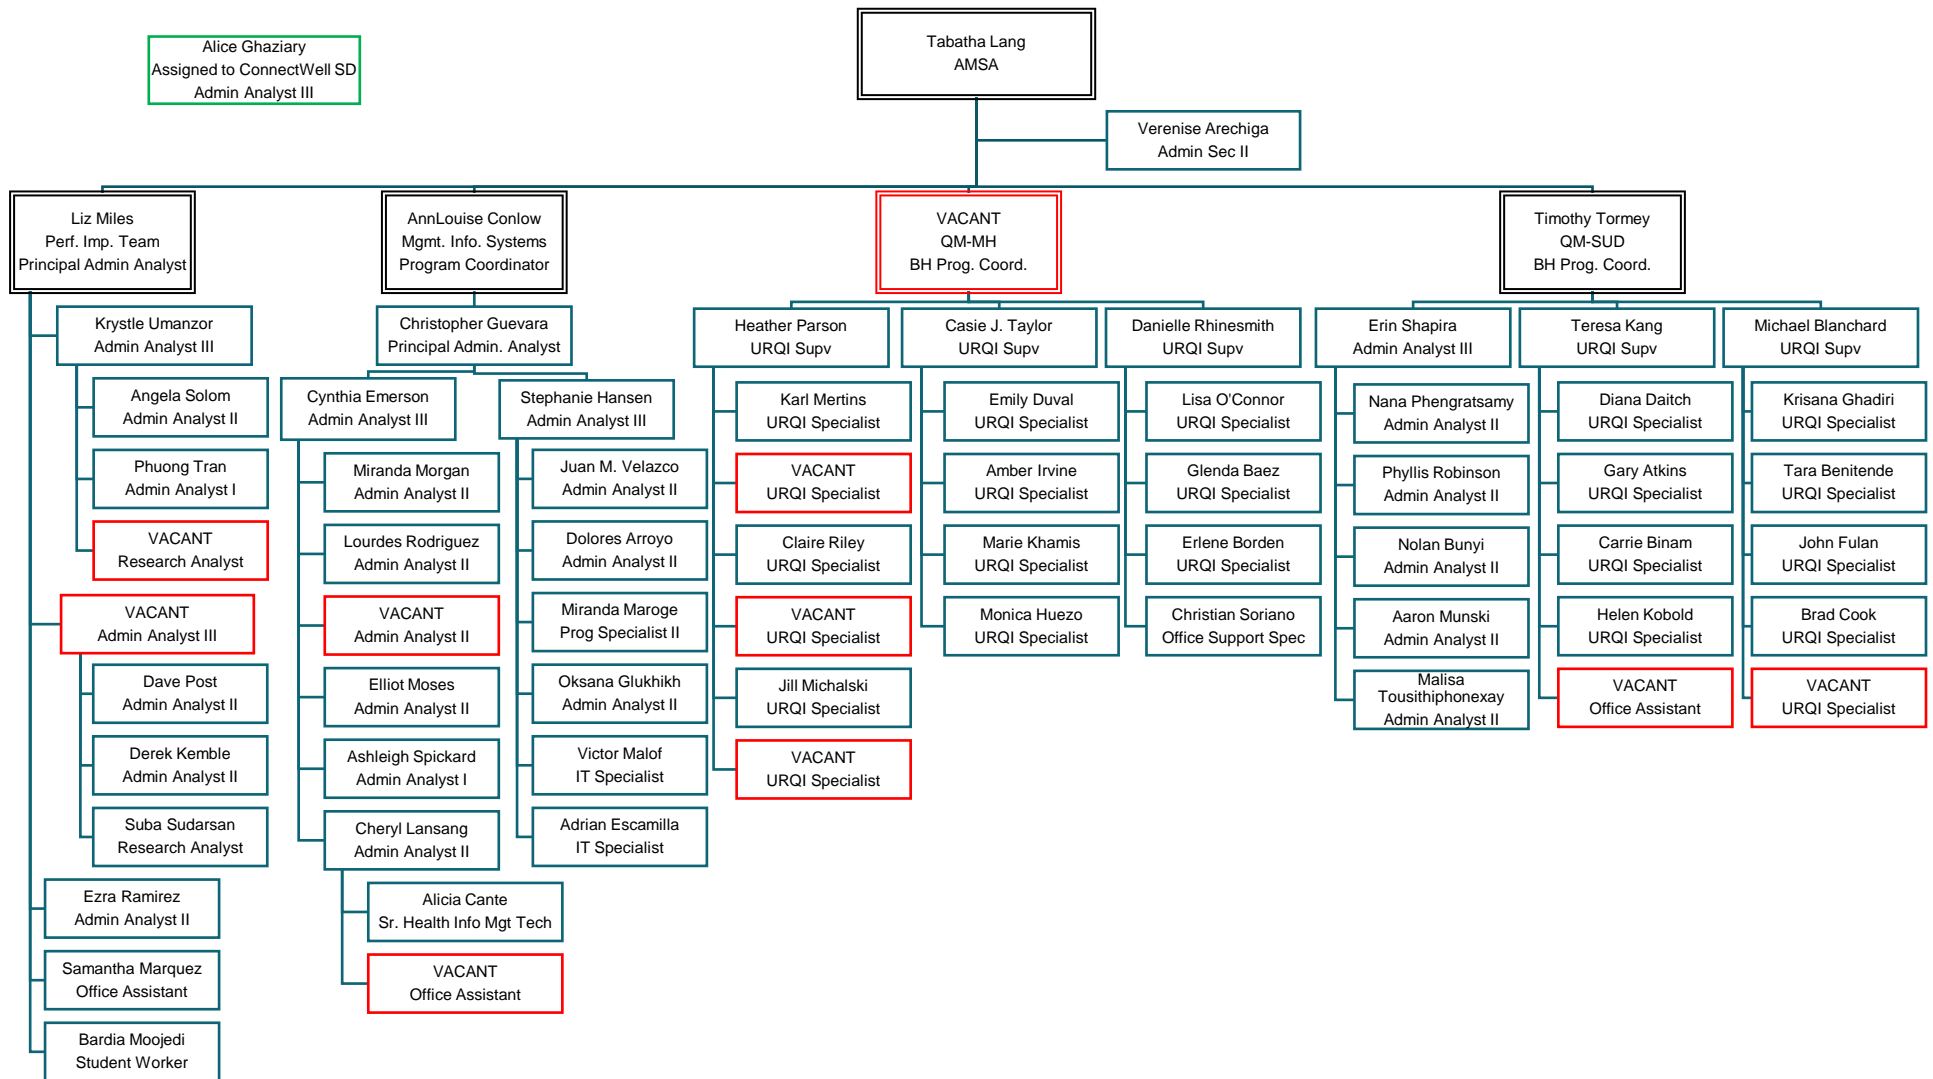 Alice Ghaziary
Assigned to ConnectWell SD
Admin Analyst III
Tabatha Lang
AMSA
Verenise Arechiga
Admin Sec II
Liz Miles
Perf. Imp. Team
Principal Admin Analyst
AnnLouise Conlow
Mgmt. Info. Systems
Program Coordinator
VACANT
QM-MH
BH Prog. Coord.
Timothy Tormey
QM-SUD
BH Prog. Coord.
Krystle Umanzor
Admin Analyst III
Angela Solom
Admin Analyst II
Phuong Tran
Admin Analyst I
VACANT
Research Analyst
VACANT
Admin Analyst III
Dave Post
Admin Analyst II
Derek Kemble
Admin Analyst II
Suba Sudarsan
Research Analyst
Ezra Ramirez
Admin Analyst II
Samantha Marquez
Office Assistant
Bardia Moojedi
Student Worker
Christopher Guevara
Principal Admin. Analyst
Cynthia Emerson
Admin Analyst III
Miranda Morgan
Admin Analyst II
Lourdes Rodriguez
Admin Analyst II
VACANT
Admin Analyst II
Elliot Moses
Admin Analyst II
Ashleigh Spickard
Admin Analyst I
Cheryl Lansang
Admin Analyst II
Alicia Cante
Sr. Health Info Mgt Tech
VACANT
Office Assistant
Stephanie Hansen
Admin Analyst III
Juan M. Velazco
Admin Analyst II
Dolores Arroyo
Admin Analyst II
Miranda Maroge
Prog Specialist II
Oksana Glukhikh
Admin Analyst II
Victor Malof
IT Specialist
Adrian Escamilla
IT Specialist
Heather Parson
URQI Supv
Karl Mertins
URQI Specialist
VACANT
URQI Specialist
Claire Riley
URQI Specialist
VACANT
URQI Specialist
Jill Michalski
URQI Specialist
VACANT
URQI Specialist
Casie J. Taylor
URQI Supv
Emily Duval
URQI Specialist
Amber Irvine
URQI Specialist
Marie Khamis
URQI Specialist
Monica Huezo
URQI Specialist
Danielle Rhinesmith
URQI Supv
Lisa O'Connor
URQI Specialist
Glenda Baez
URQI Specialist
Erlene Borden
URQI Specialist
Christian Soriano
Office Support Spec
Erin Shapira
Admin Analyst III
Nana Phengratsamy
Admin Analyst II
Phyllis Robinson
Admin Analyst II
Nolan Bunyi
Admin Analyst II
Aaron Munski
Admin Analyst II
Malisa
Tousithiphonexay
Admin Analyst II
Teresa Kang
URQI Supv
Diana Daitch
URQI Specialist
Gary Atkins
URQI Specialist
Carrie Binam
URQI Specialist
Helen Kobold
URQI Specialist
VACANT
Office Assistant
Michael Blanchard
URQI Supv
Krisana Ghadiri
URQI Specialist
Tara Benitende
URQI Specialist
John Fulan
URQI Specialist
Brad Cook
URQI Specialist
VACANT
URQI Specialist